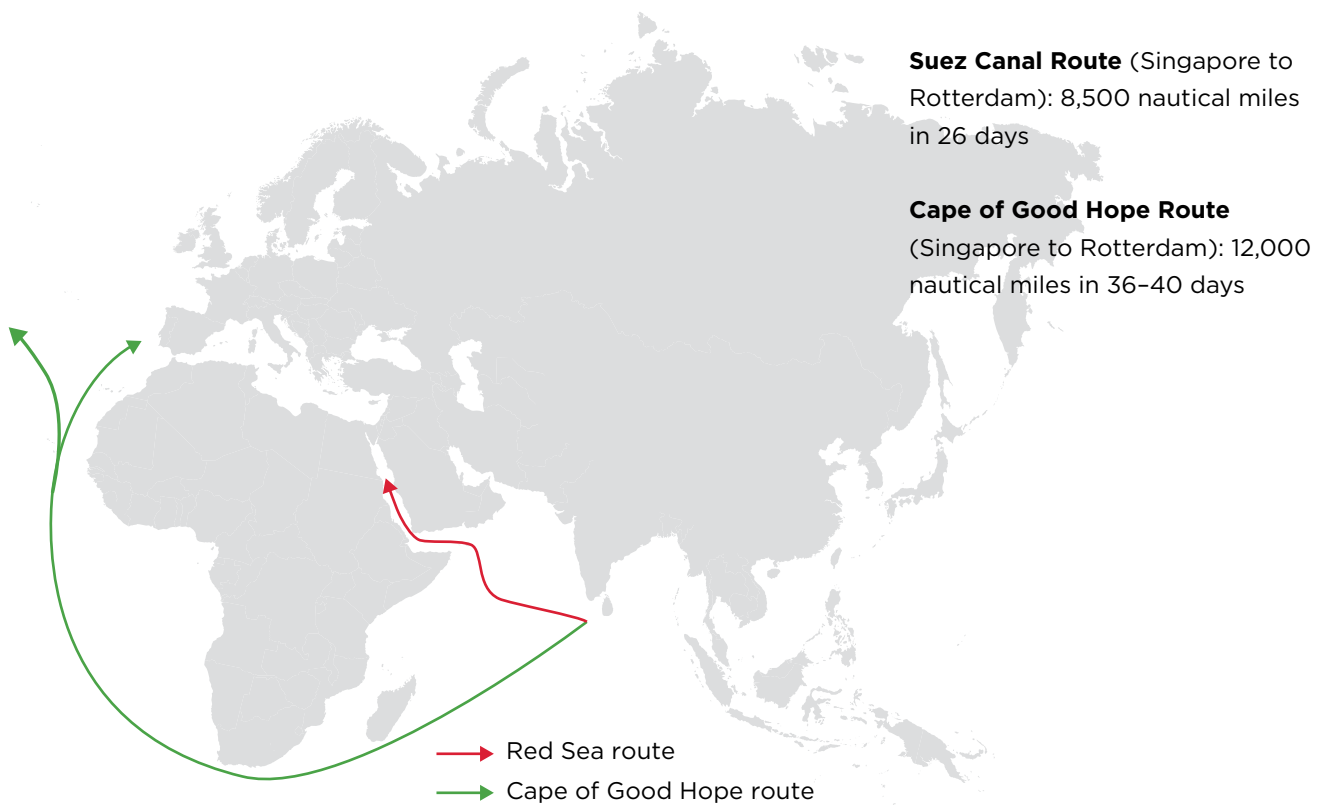 Suez Canal Route (Singapore to
Rotterdam): 8,500 nautical miles
in 26 days
Cape of Good Hope Route
(Singapore to Rotterdam): 12,000
nautical miles in 36–40 days
Red Sea route
Cape of Good Hope route